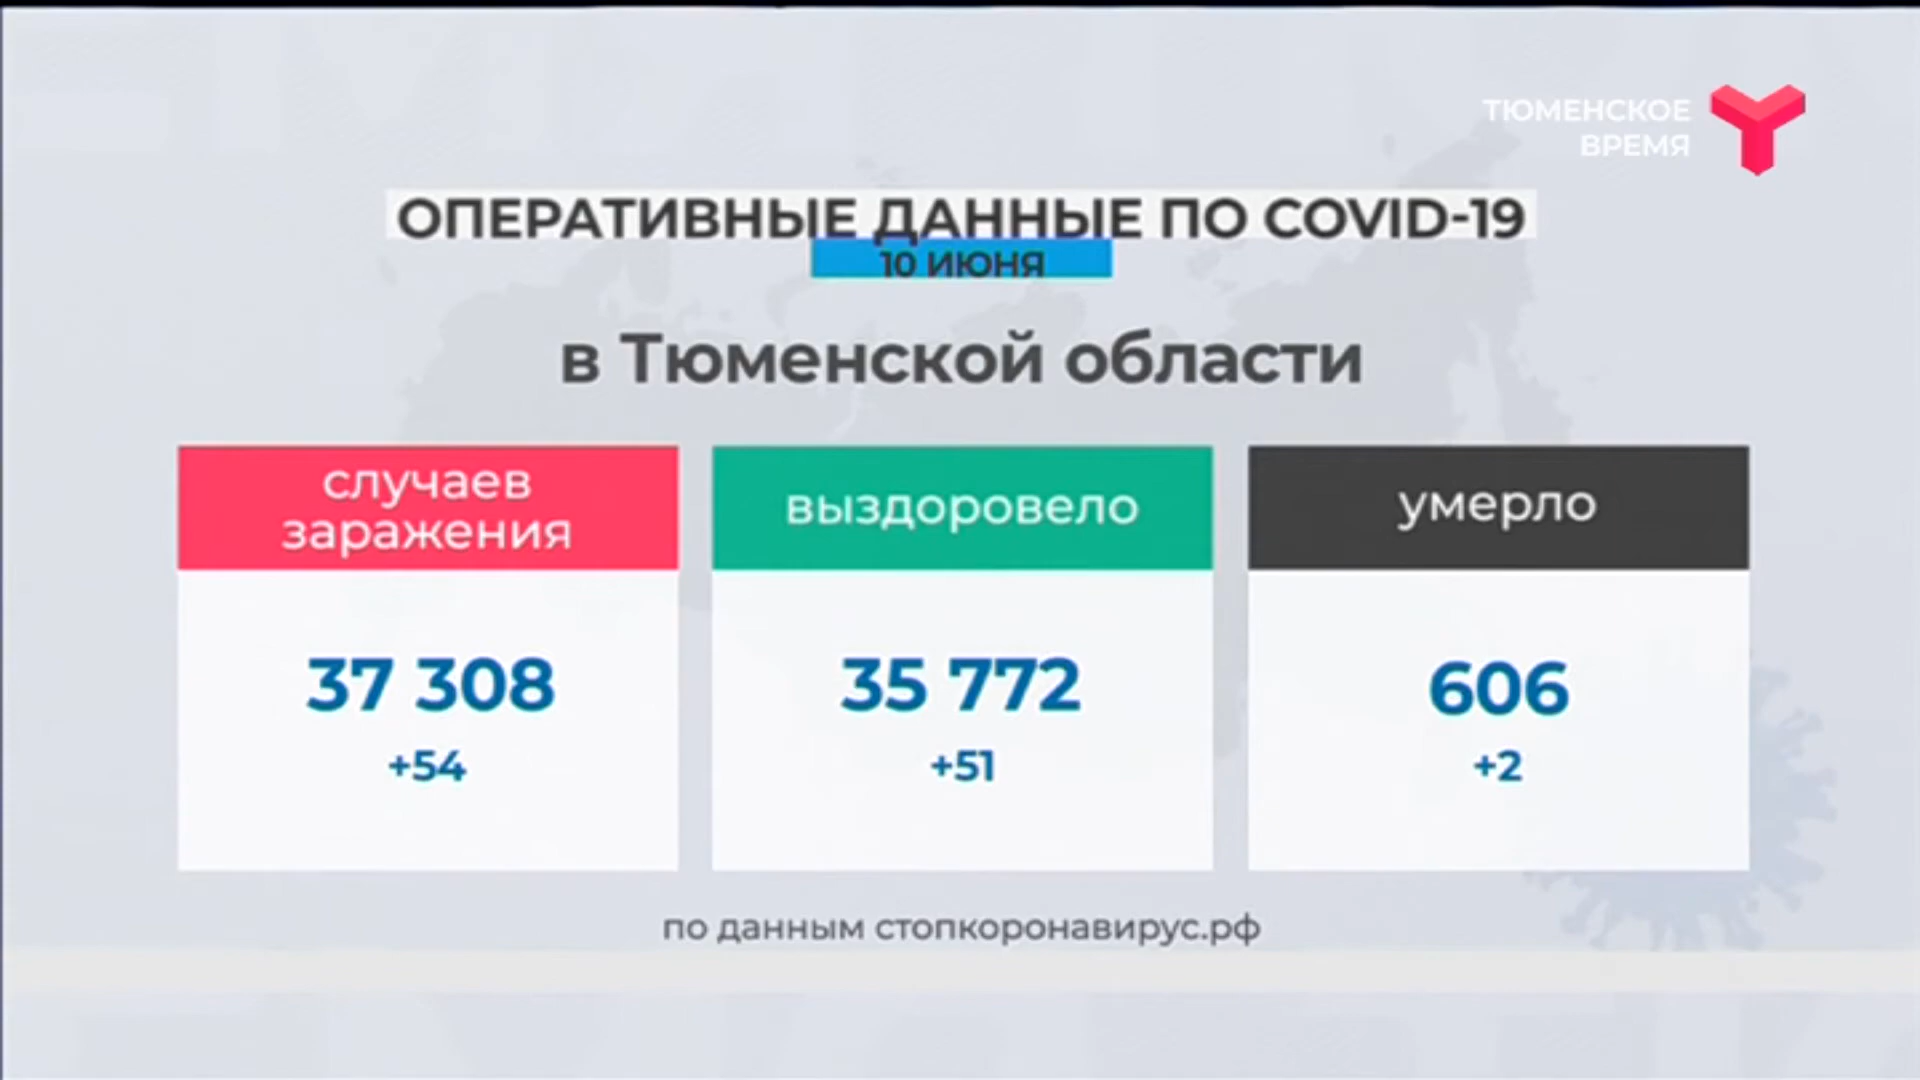 ТЮМЕНСКОЕ
ВРЕМЯ
ОПЕРАТИВНЫЕ ДАННЫЕ ПО COVID-19
10 ИЮНЯ
в Тюменской области
случаев
заражения
37 308
+54
выздоровело
35 772
+51
умерло
606
+2
по данным стопкоронавирус.рф